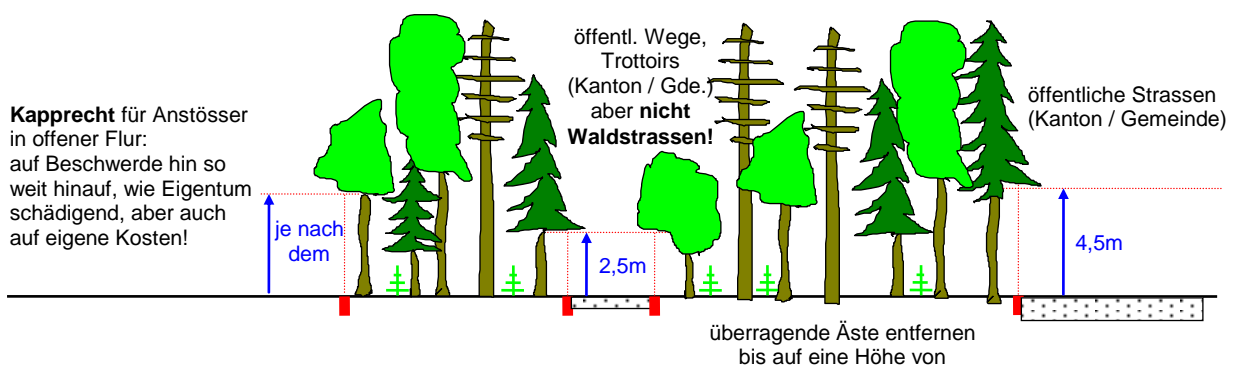 Kapprecht für Anstösser
in offener Flur:
auf Beschwerde hin so
weit hinauf, wie Eigentum
schädigend, aber auch
auf eigene Kosten!
je nach
dem
öffentl. Wege,
Trottoirs
(Kanton / Gde.)
aber nicht
Waldstrassen!
2,5m
öffentliche Strassen
(Kanton / Gemeinde)
4,5m
überragende Äste entfernen
bis auf eine Höhe von